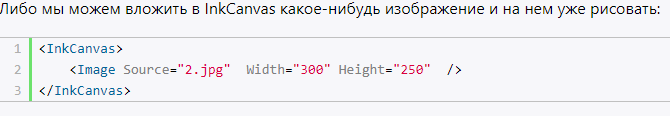 Либо мы можем вложить в InkCanvas какое-нибудь изображение и на нем уже рисовать:
1 <InkCanvas>
2     <Image Source="2.jpg"  Width="300" Height="250"  />
3 </InkCanvas>